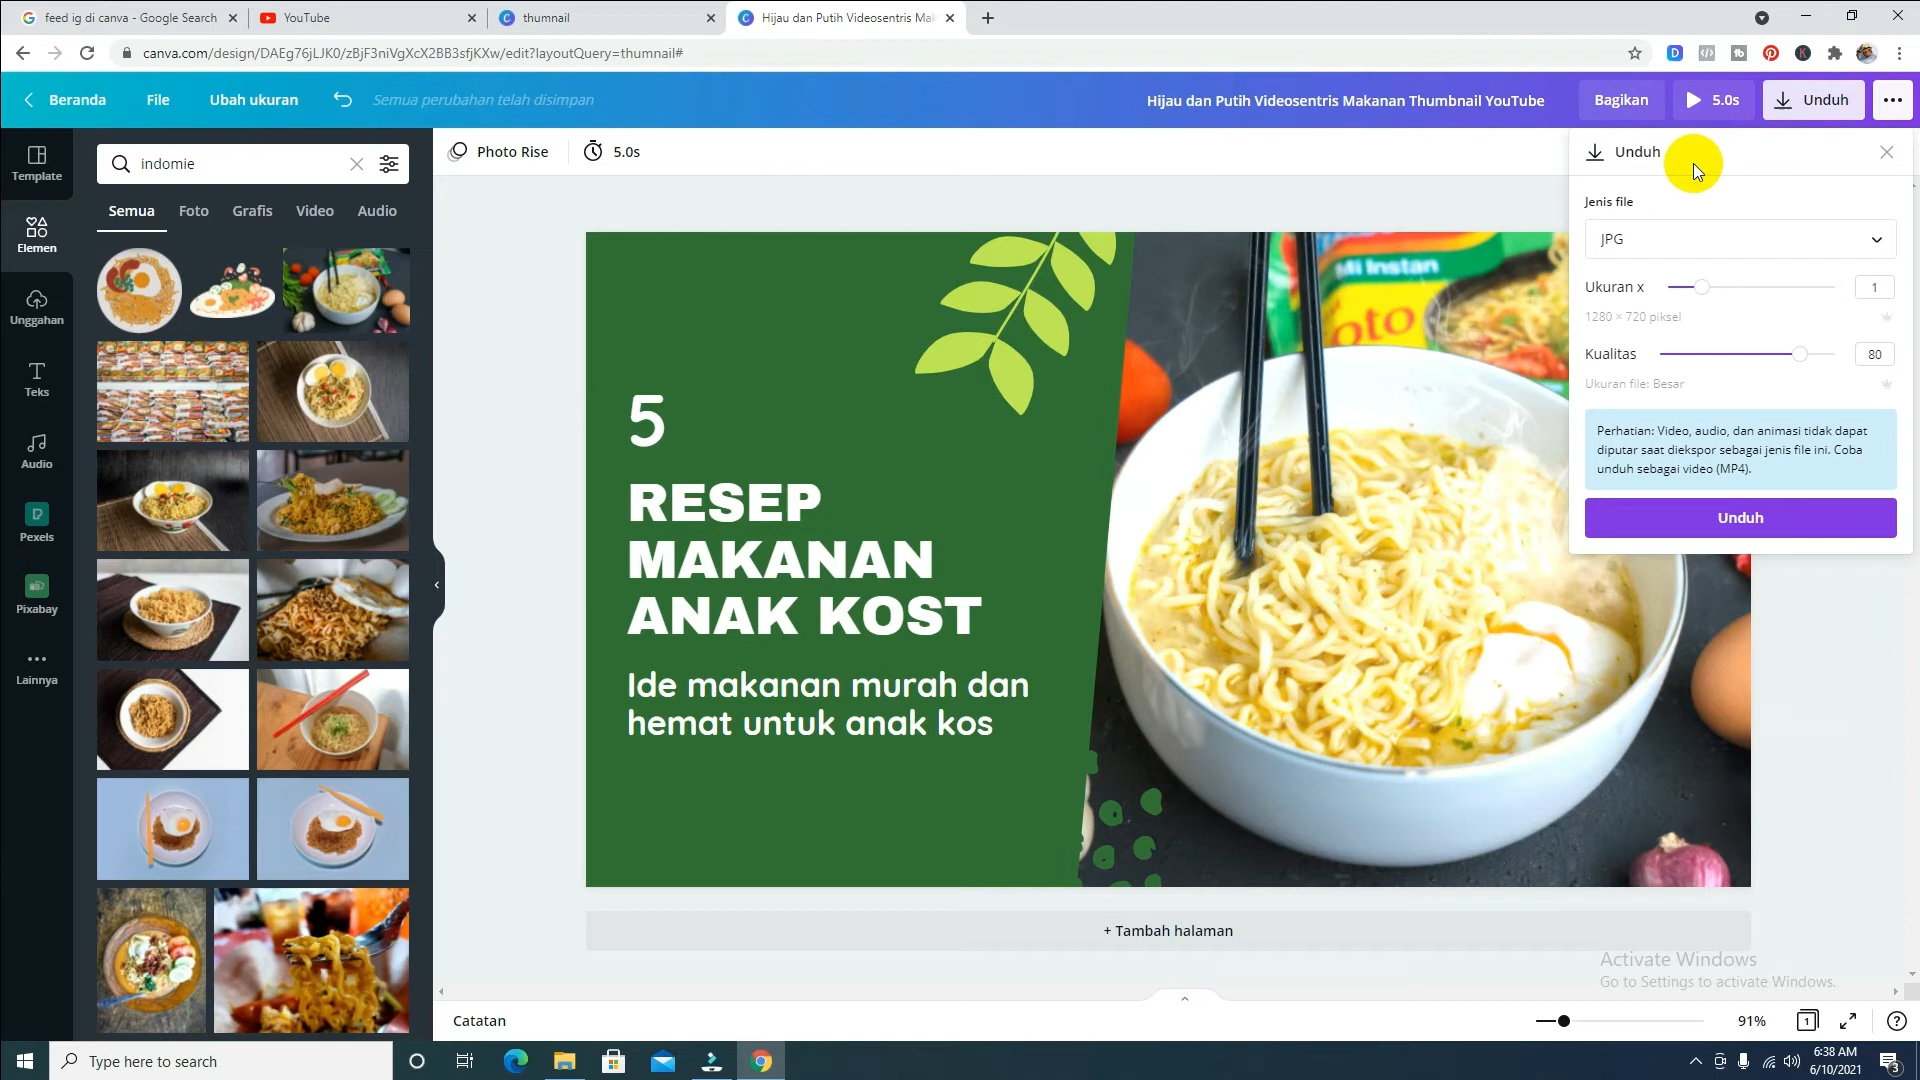 feed ig di canva - Google Search
YouTube
thumnail
Hijau dan Putih Videosentris Mak
canva.com/design/DAEg76jLJK0/zBjF3niVgXcX2BB3sfjKXw/edit?layoutQuery=thumnail#
Beranda
File
Ubah ukuran
Semua perubahan telah disimpan
Hijau dan Putih Videosentris Makanan Thumbnail YouTube
Bagikan
5.0s
Unduh
Template
Elemen
Unggahan
Teks
Audio
Pexels
Pixabay
Lainnya
indomie
Semua
Foto
Grafis
Video
Audio
Photo Rise
5.0s
5
RESEP
MAKANAN
ANAK KOST
Ide makanan murah dan
hemat untuk anak kos
Mi Instan
oto
Unduh
Jenis file
JPG
Ukuran x
1
1280 × 720 piksel
Kualitas
80
Ukuran file: Besar
Perhatian: Video, audio, dan animasi tidak dapat
diputar saat diekspor sebagai jenis file ini. Coba
unduh sebagai video (MP4).
Unduh
+ Tambah halaman
Activate Windows
Go to Settings to activate Windows.
Catatan
91%
1
Type here to search
6:38 AM
6/10/2021
3